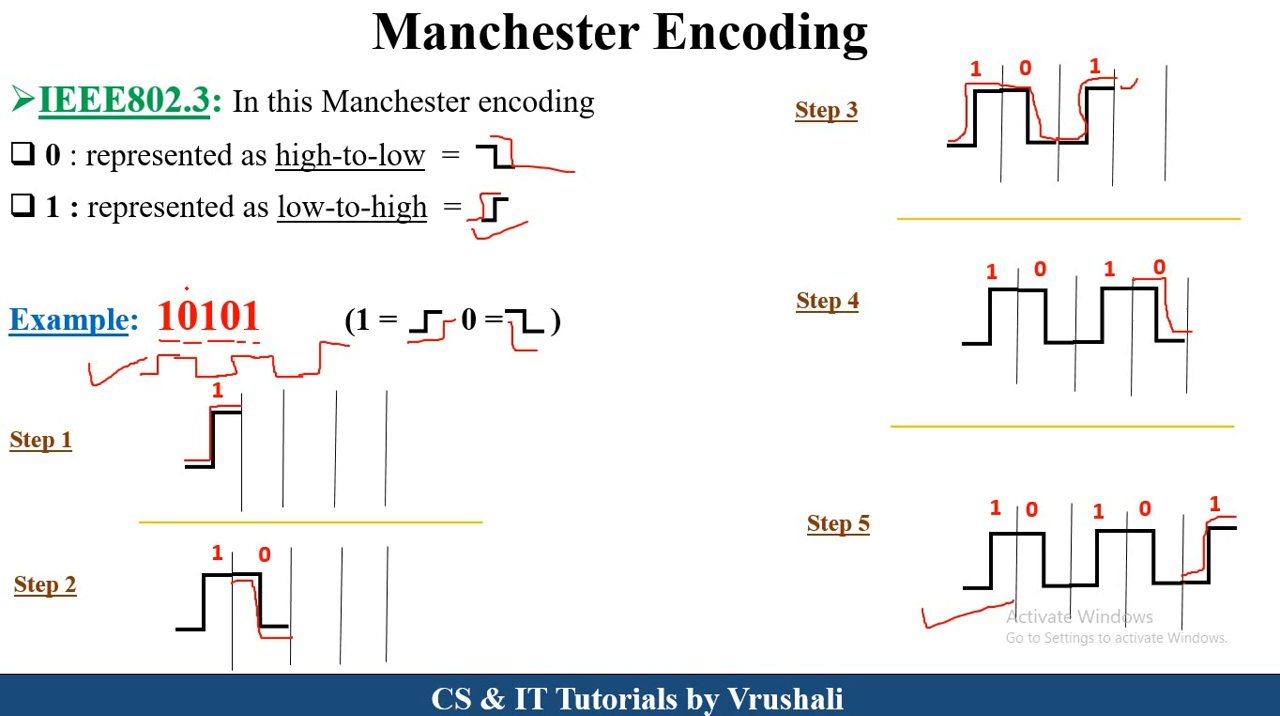 Manchester Encoding
➢IEEE802.3: In this Manchester encoding
❑ 0 : represented as high-to-low =
❑ 1 : represented as low-to-high =
Example: 10101 (1 = 0 = )
Step 1
1
Step 2
1 0
Step 3
1 0 1
Step 4
1 0 1 0
Step 5
1 0 1 0 1
Activate Windows
Go to Settings to activate Windows.
CS & IT Tutorials by Vrushali